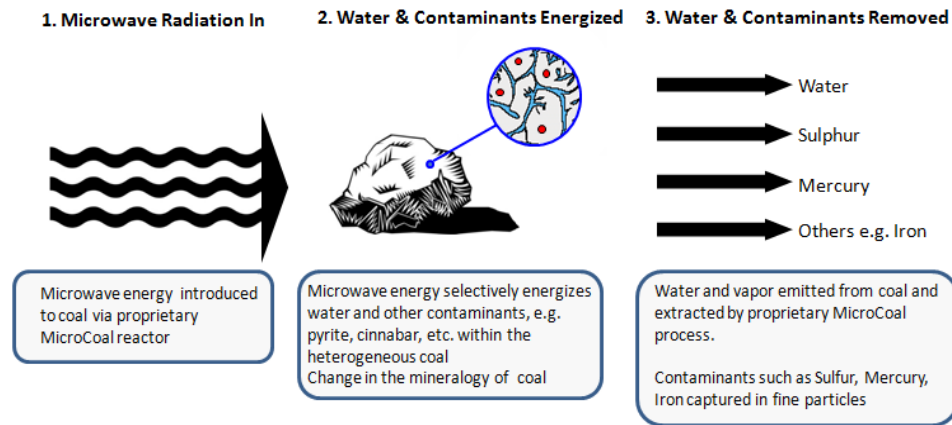 1. Microwave Radiation In
2. Water & Contaminants Energized
3. Water & Contaminants Removed
Water
Sulphur
Mercury
Others e.g. Iron
Microwave energy introduced
to coal via proprietary
MicroCoal reactor
Microwave energy selectively energizes
water and other contaminants, e.g.
pyrite, cinnabar, etc. within the
heterogeneous coal
Change in the mineralogy of coal
Water and vapor emitted from coal and
extracted by proprietary MicroCoal
process.
Contaminants such as Sulfur, Mercury,
Iron captured in fine particles